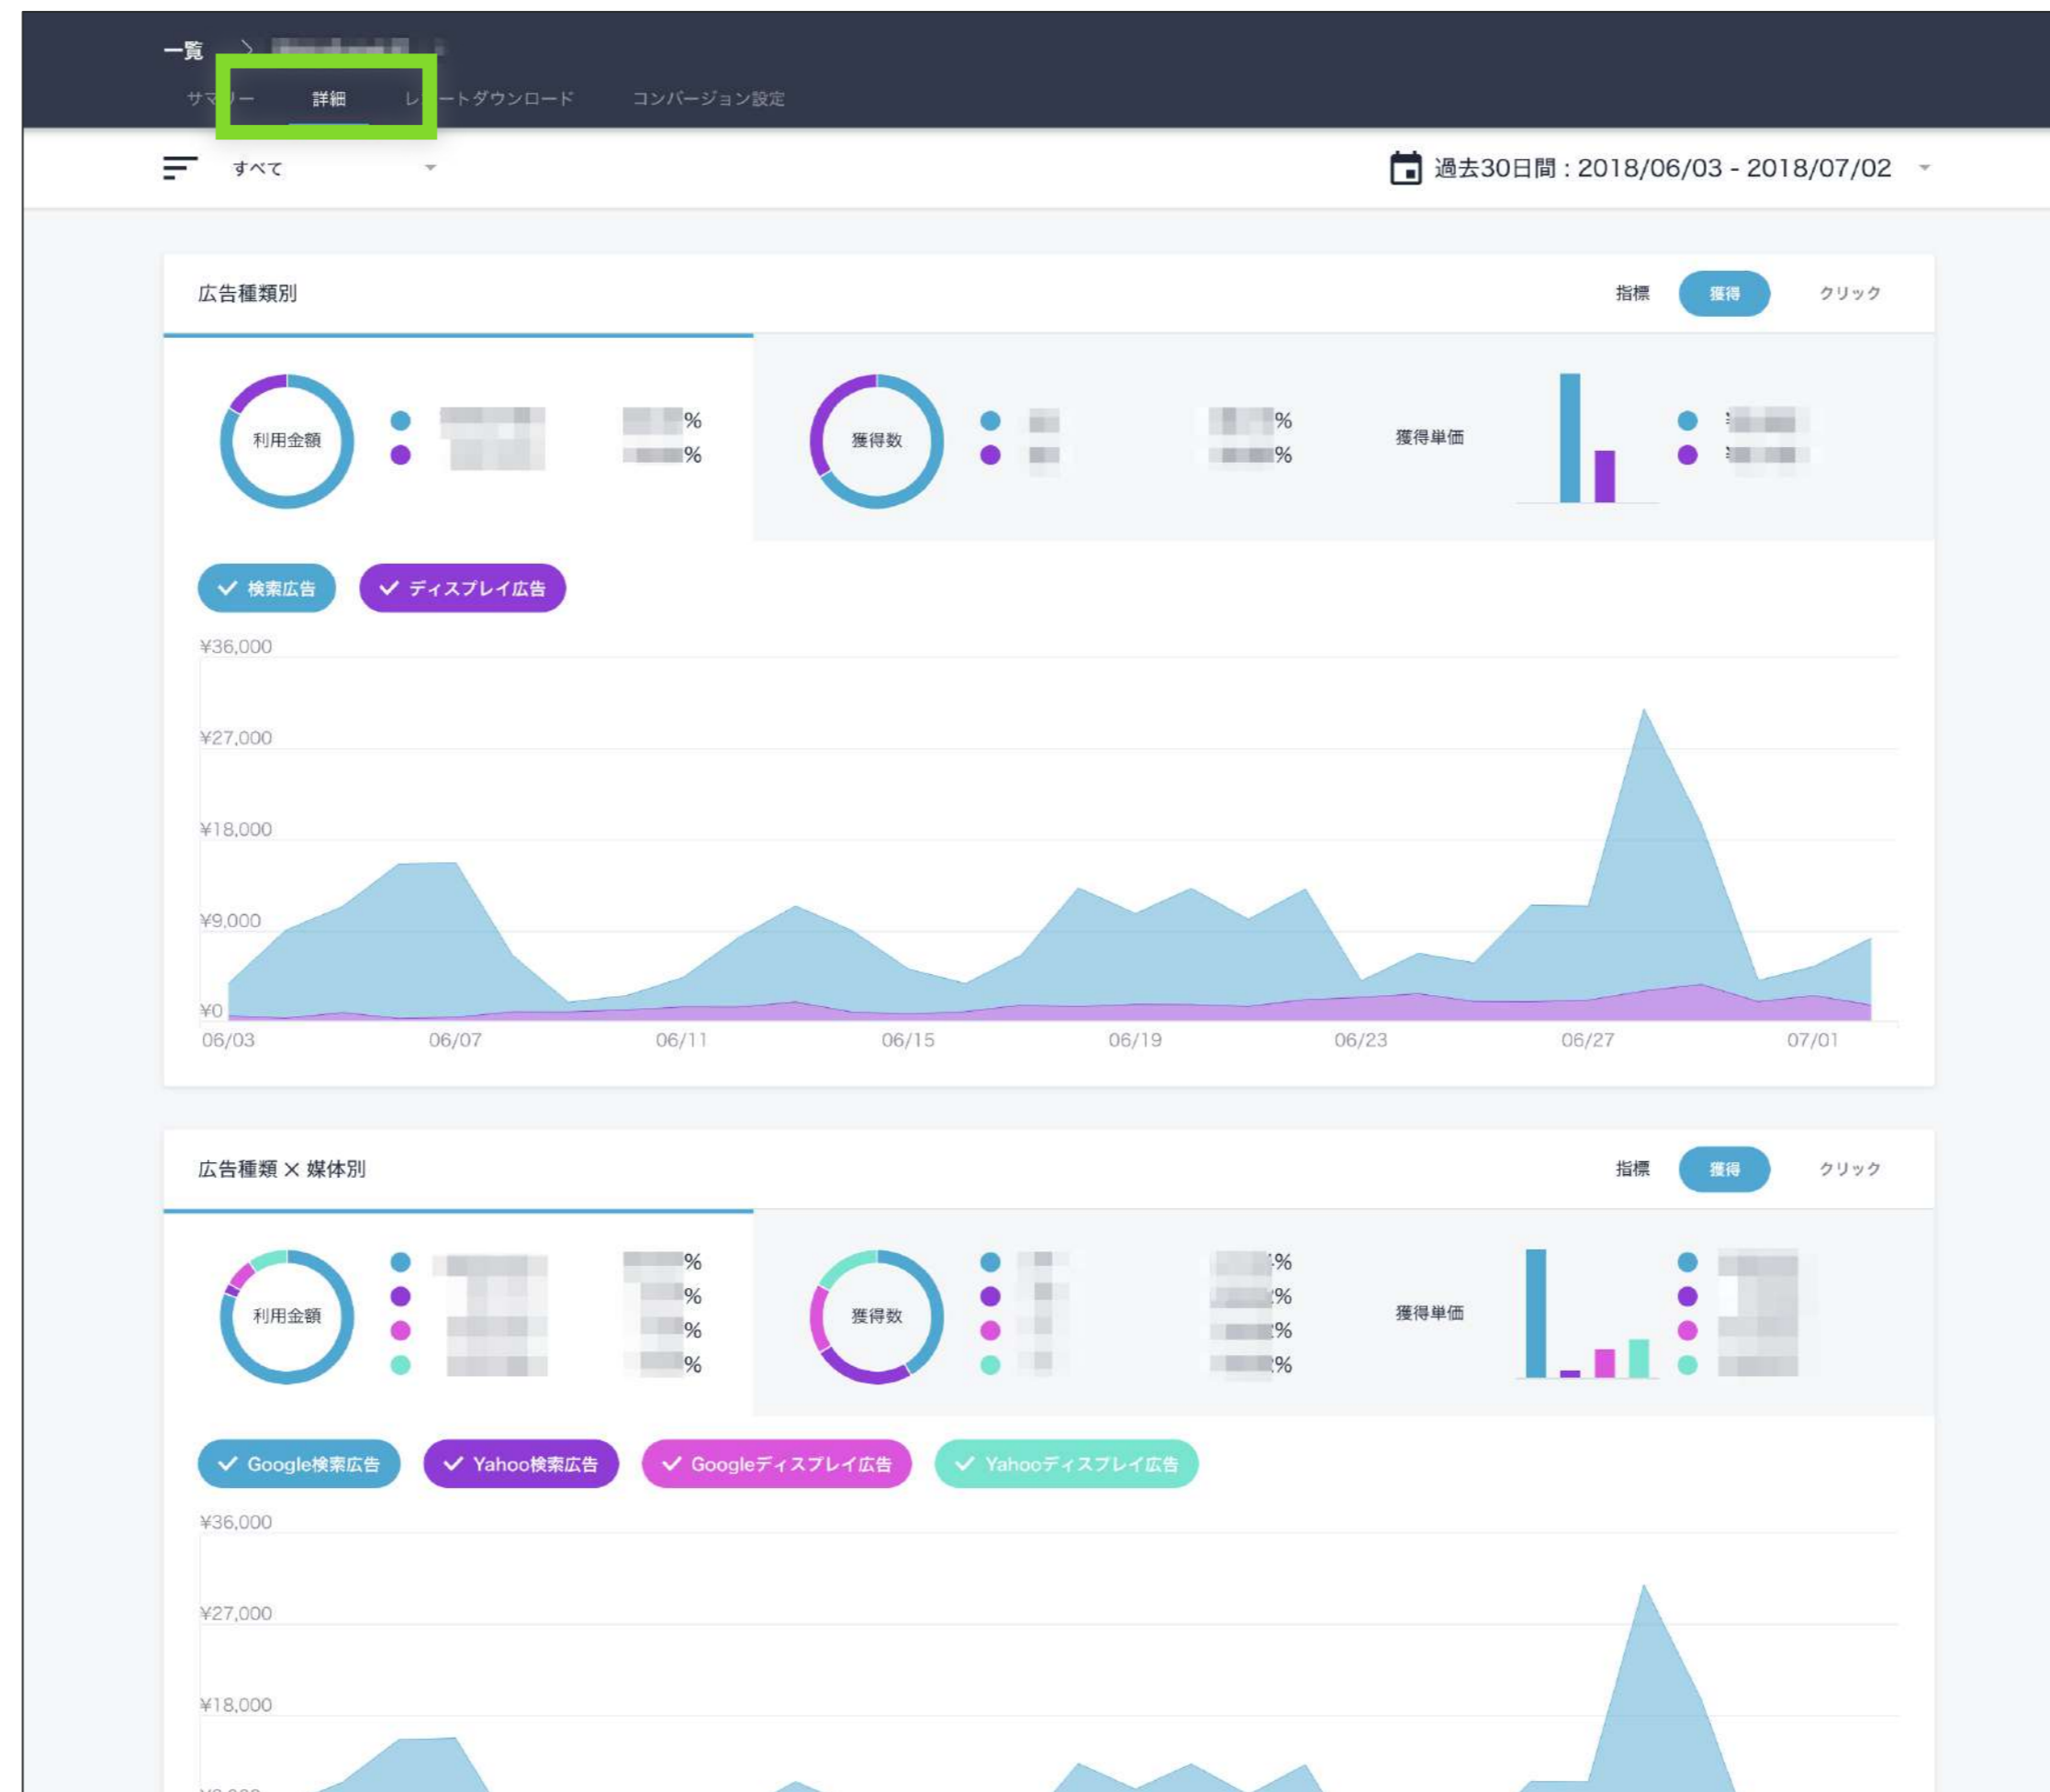 一覧 >
サマリー 詳細 レポートダウンロード コンバージョン設定
すべて
過去30日間 : 2018/06/03 - 2018/07/02
広告種類別
指標 獲得 クリック
利用金額
%
%
獲得数
%
%
獲得単価
検索広告 ディスプレイ広告
¥36,000
¥27,000
¥18,000
¥9,000
¥0
06/03 06/07 06/11 06/15 06/19 06/23 06/27 07/01
広告種類 × 媒体別
指標 獲得 クリック
利用金額
%
%
%
%
獲得数
%
%
%
%
獲得単価
Google検索広告 Yahoo検索広告 Googleディスプレイ広告 Yahooディスプレイ広告
¥36,000
¥27,000
¥18,000